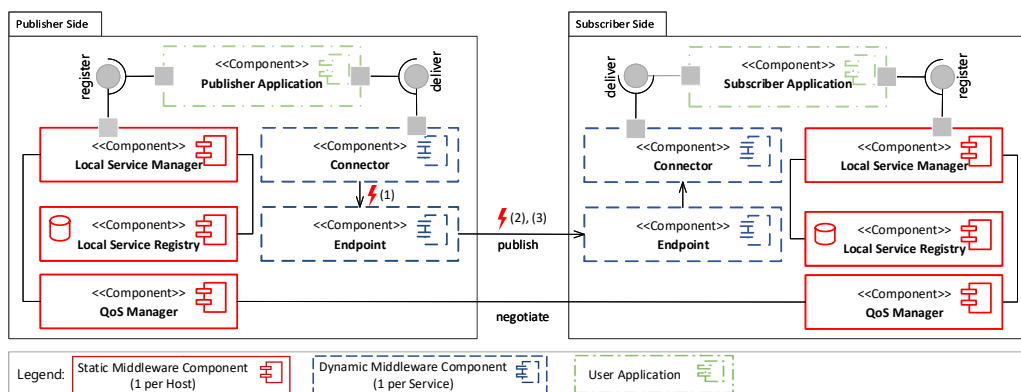 Publisher Side
Subscriber Side
register
<<Component>>
Publisher Application
deliver
deliver
<<Component>>
Subscriber Application
register
<<Component>>
Local Service Manager
<<Component>>
Connector
<<Component>>
Connector
<<Component>>
Local Service Manager
(1)
<<Component>>
Local Service Registry
<<Component>>
Endpoint
(2), (3)
publish
<<Component>>
Endpoint
<<Component>>
Local Service Registry
<<Component>>
QoS Manager
negotiate
<<Component>>
QoS Manager
Legend:
Static Middleware Component
(1 per Host)
Dynamic Middleware Component
(1 per Service)
User Application